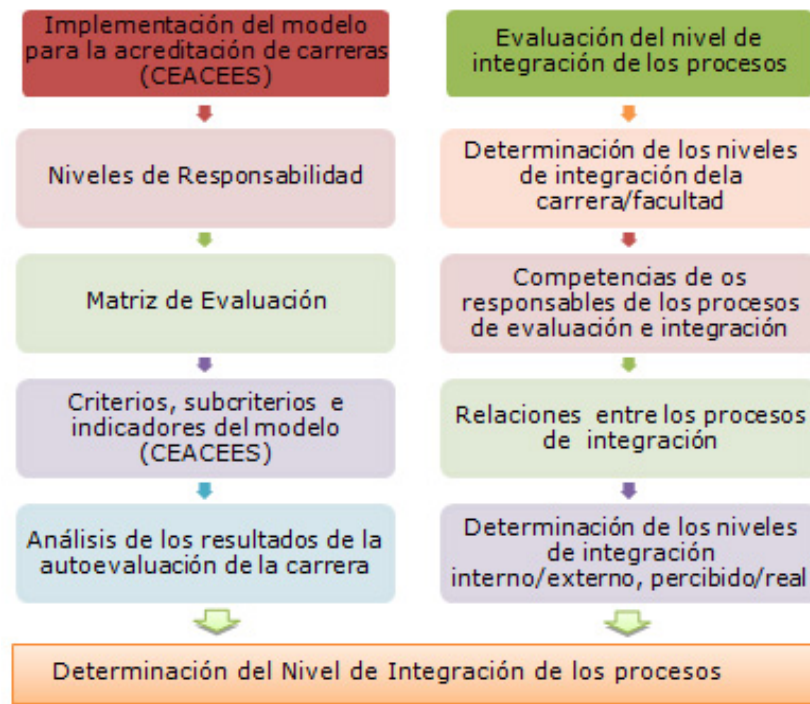 Implementación del modelo
para la acreditación de carreras
(CEACEES)
Niveles de Responsabilidad
Matriz de Evaluación
Criterios, subcriterios e
indicadores del modelo
(CEACEES)
Análisis de los resultados de la
autoevaluación de la carrera
Evaluación del nivel de
integración de los procesos
Determinación de los niveles
de integración dela
carrera/facultad
Competencias de os
responsables de los procesos
de evaluación e integración
Relaciones entre los procesos
de integración
Determinación de los niveles
de integración
interno/externo, percibido/real
Determinación del Nivel de Integración de los procesos